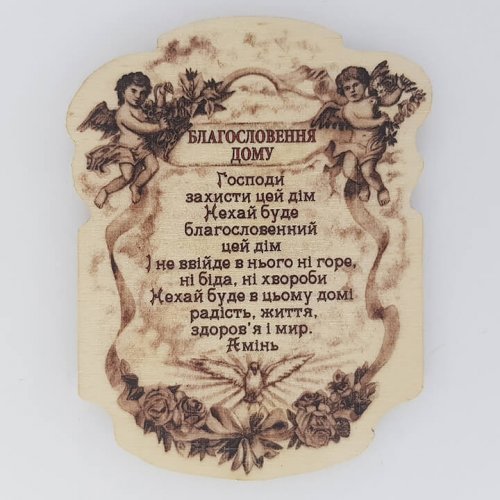 БЛАГОСЛОВЕННЯ
ДОМУ
Господи
захисти цей дім
Нехай буде
благословенний
цей дім
І не ввійде в нього ні горе,
ні біда, ні хвороби
Нехай буде в цьому домі
радість, життя,
здоров'я і мир.
Амінь